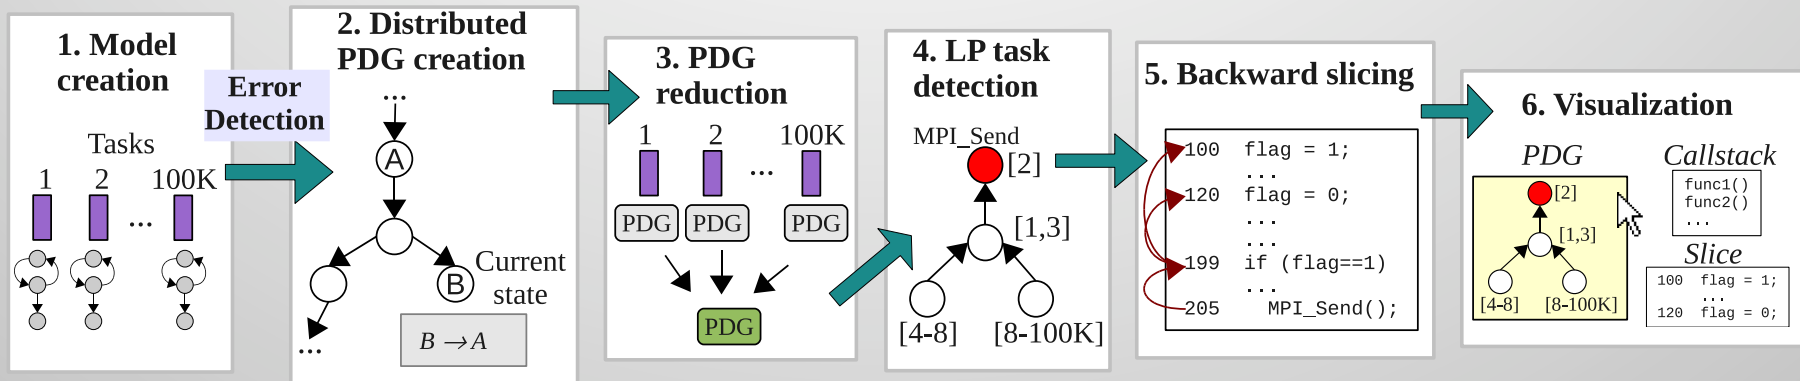 1. Model
creation
Tasks
1 2 ... 100K
Error
Detection
2. Distributed
PDG creation
...
A
B
Current
state
...
B → A
3. PDG
reduction
1 2 ... 100K
PDG PDG PDG
PDG
4. LP task
detection
MPI_Send
[2]
[1,3]
[4-8] [8-100K]
5. Backward slicing
100 flag = 1;
...
120 flag = 0;
...
...
199 if (flag==1)
...
205 MPI_Send();
6. Visualization
PDG
[2]
[1,3]
[4-8] [8-100K]
Callstack
func1()
func2()
...
Slice
100 flag = 1;
...
120 flag = 0;